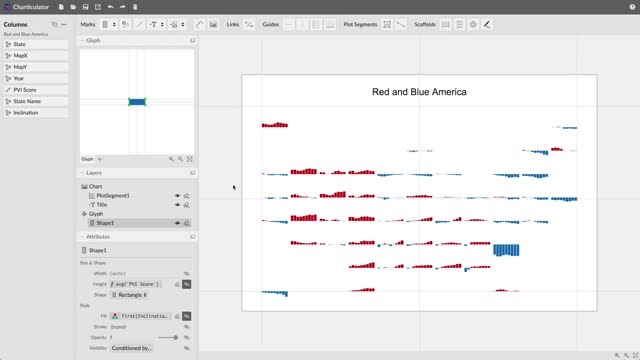 Charticulator
Columns
Red and Blue America
State
MapX
MapY
Year
PVI Score
State Name
Inclination
Marks
Links
Guides
Plot Segments
Scaffolds
Glyph
Glyph
Layers
Chart
PlotSegment1
Title
Glyph
Shape1
Attributes
Shape1
Size & Shape
Width (auto)
Height f avg(`PVI Score`)
Shape Rectangle
Style
Fill first(Inclinatio...
Stroke (none)
Opacity 1
Visibility Conditioned by...
Red and Blue America